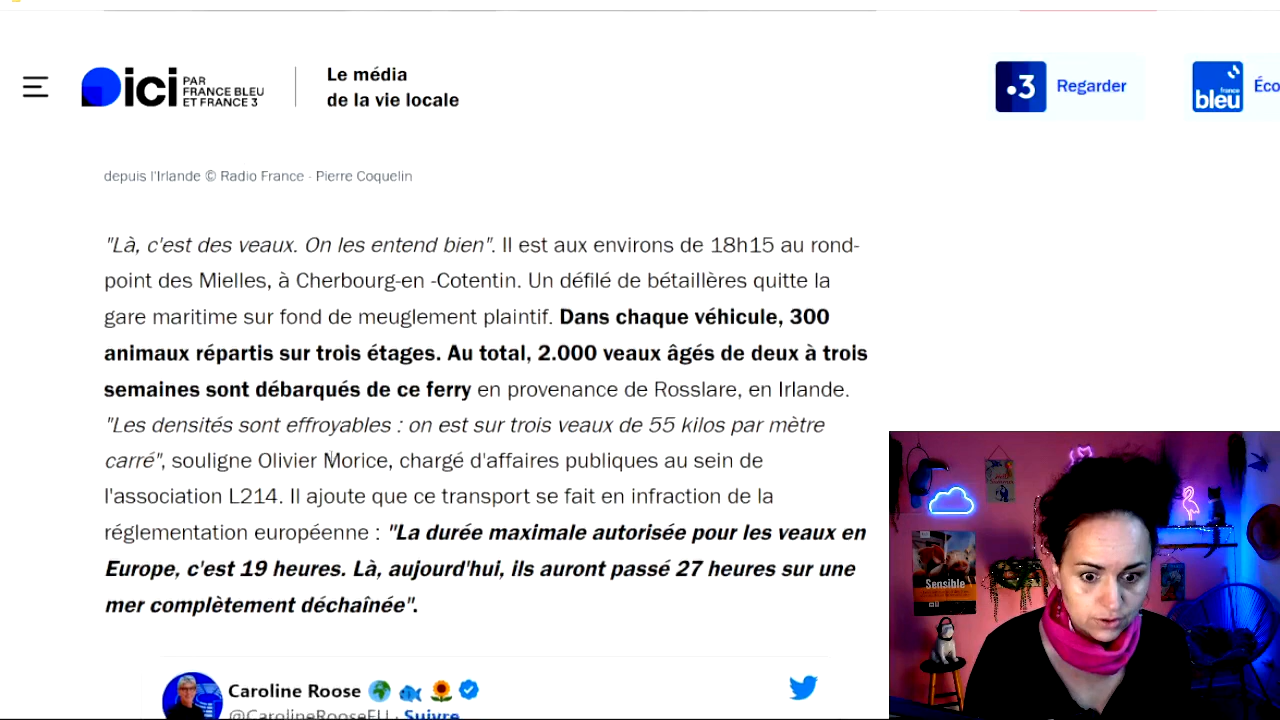 ici
PAR
FRANCE BLEU
ET FRANCE 3
Le média
de la vie locale
.3
Regarder
france
bleu
Éco
depuis l'Irlande © Radio France - Pierre Coquelin
"Là, c'est des veaux. On les entend bien". Il est aux environs de 18h15 au rond-
point des Mielles, à Cherbourg-en -Cotentin. Un défilé de bétaillères quitte la
gare maritime sur fond de meuglement plaintif. Dans chaque véhicule, 300
animaux répartis sur trois étages. Au total, 2.000 veaux âgés de deux à trois
semaines sont débarqués de ce ferry en provenance de Rosslare, en Irlande.
"Les densités sont effroyables : on est sur trois veaux de 55 kilos par mètre
carré", souligne Olivier Morice, chargé d'affaires publiques au sein de
l'association L214. Il ajoute que ce transport se fait en infraction de la
réglementation européenne : "La durée maximale autorisée pour les veaux en
Europe, c'est 19 heures. Là, aujourd'hui, ils auront passé 27 heures sur une
mer complètement déchaînée".
Caroline Roose
@CarolineRooseEU · Suivre
Sensible